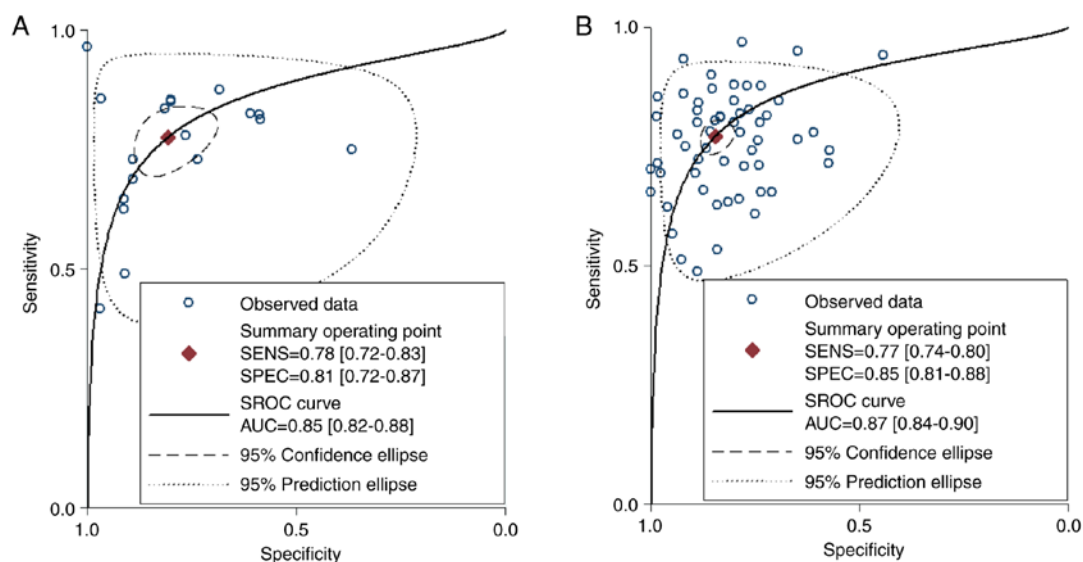 A
1.0
0.5
0.0
Sensitivity
1.0
0.5
0.0
Specificity
Observed data
Summary operating point
SENS=0.78 [0.72-0.83]
SPEC=0.81 [0.72-0.87]
SROC curve
AUC=0.85 [0.82-0.88]
95% Confidence ellipse
95% Prediction ellipse
B
1.0
0.5
0.0
Sensitivity
1.0
0.5
0.0
Specificity
Observed data
Summary operating point
SENS=0.77 [0.74-0.80]
SPEC=0.85 [0.81-0.88]
SROC curve
AUC=0.87 [0.84-0.90]
95% Confidence ellipse
95% Prediction ellipse